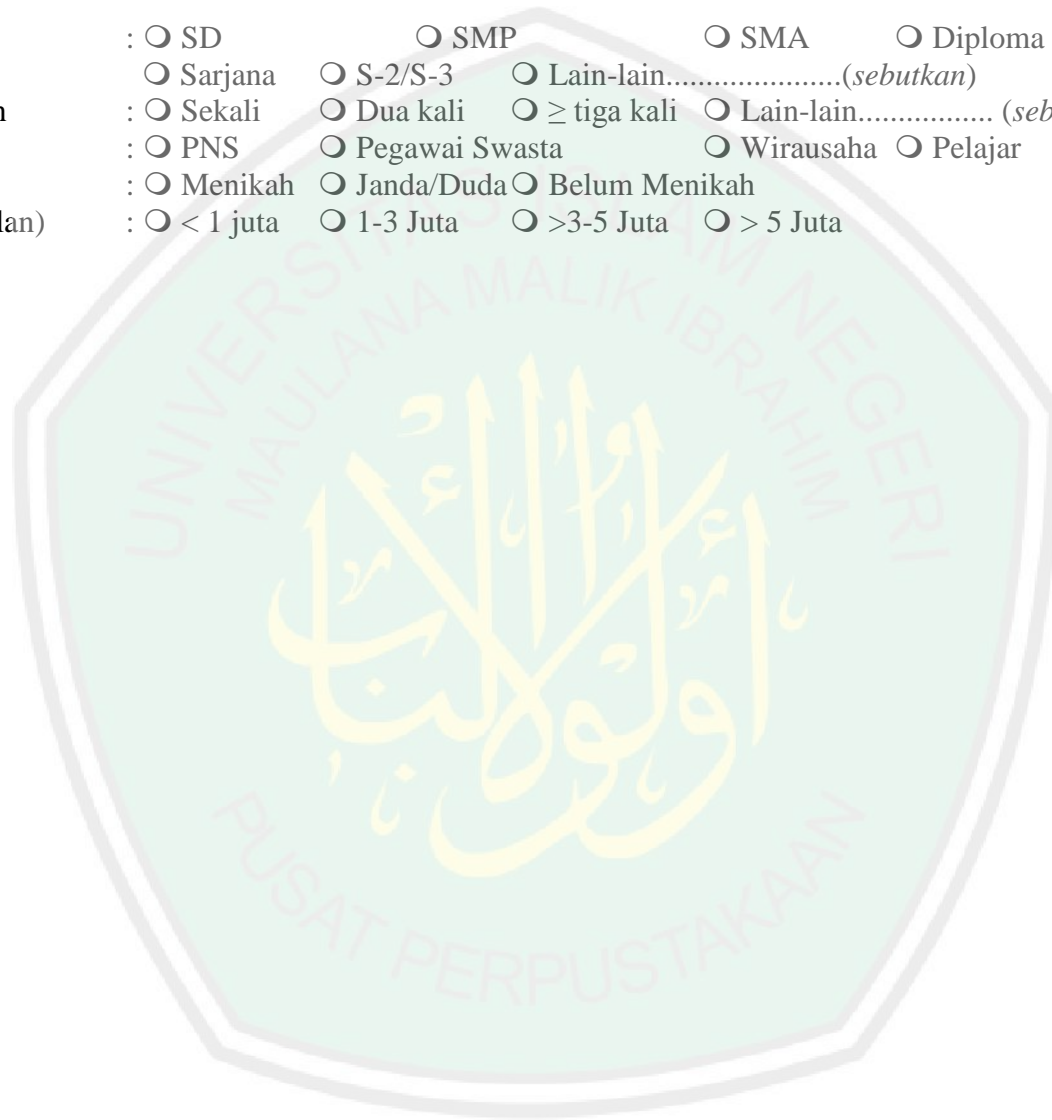 : ❍ SD ❍ SMP ❍ SMA ❍ Diploma
❍ Sarjana ❍ S-2/S-3 ❍ Lain-lain......................(sebutkan)
n : ❍ Sekali ❍ Dua kali ❍ ≥ tiga kali ❍ Lain-lain................. (seb
: ❍ PNS ❍ Pegawai Swasta ❍ Wirausaha ❍ Pelajar
: ❍ Menikah ❍ Janda/Duda ❍ Belum Menikah
lan) : ❍ < 1 juta ❍ 1-3 Juta ❍ >3-5 Juta ❍ > 5 Juta
UNIVERSITAS ISLAM NEGERI
MAULANA MALIK IBRAHIM
أولوا الألباب
PUSAT PERPUSTAKAAN